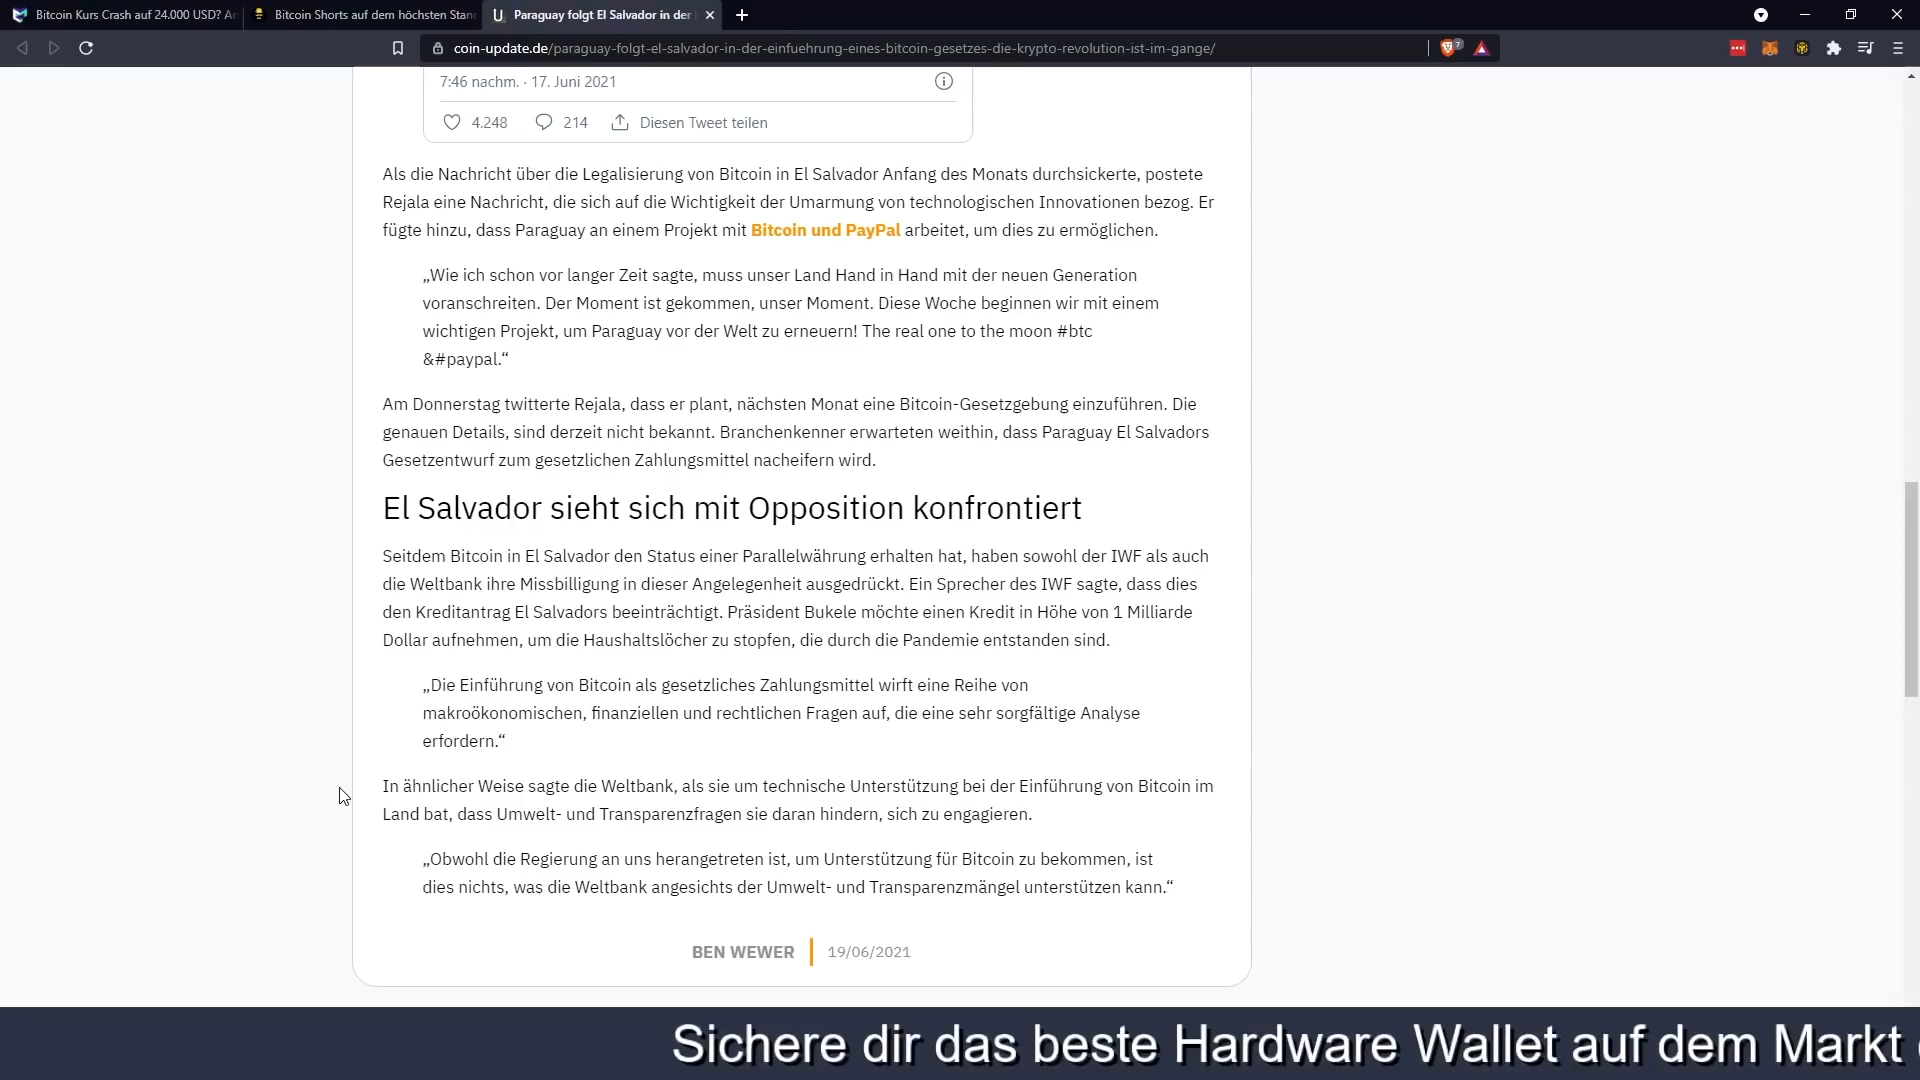 Bitcoin Kurs Crash auf 24.000 USD? An
Bitcoin Shorts auf dem höchsten Stan
Paraguay folgt El Salvador in der
coin-update.de/paraguay-folgt-el-salvador-in-der-einfuehrung-eines-bitcoin-gesetzes-die-krypto-revolution-ist-im-gange/
7
7:46 nachm. · 17. Juni 2021
4.248 214 Diesen Tweet teilen
Als die Nachricht über die Legalisierung von Bitcoin in El Salvador Anfang des Monats durchsickerte, postete
Rejala eine Nachricht, die sich auf die Wichtigkeit der Umarmung von technologischen Innovationen bezog. Er
fügte hinzu, dass Paraguay an einem Projekt mit Bitcoin und PayPal arbeitet, um dies zu ermöglichen.
„Wie ich schon vor langer Zeit sagte, muss unser Land Hand in Hand mit der neuen Generation
voranschreiten. Der Moment ist gekommen, unser Moment. Diese Woche beginnen wir mit einem
wichtigen Projekt, um Paraguay vor der Welt zu erneuern! The real one to the moon #btc
&#paypal.“
Am Donnerstag twitterte Rejala, dass er plant, nächsten Monat eine Bitcoin-Gesetzgebung einzuführen. Die
genauen Details, sind derzeit nicht bekannt. Branchenkenner erwarteten weithin, dass Paraguay El Salvadors
Gesetzentwurf zum gesetzlichen Zahlungsmittel nacheifern wird.
El Salvador sieht sich mit Opposition konfrontiert
Seitdem Bitcoin in El Salvador den Status einer Parallelwährung erhalten hat, haben sowohl der IWF als auch
die Weltbank ihre Missbilligung in dieser Angelegenheit ausgedrückt. Ein Sprecher des IWF sagte, dass dies
den Kreditantrag El Salvadors beeinträchtigt. Präsident Bukele möchte einen Kredit in Höhe von 1 Milliarde
Dollar aufnehmen, um die Haushaltslöcher zu stopfen, die durch die Pandemie entstanden sind.
„Die Einführung von Bitcoin als gesetzliches Zahlungsmittel wirft eine Reihe von
makroökonomischen, finanziellen und rechtlichen Fragen auf, die eine sehr sorgfältige Analyse
erfordern.“
In ähnlicher Weise sagte die Weltbank, als sie um technische Unterstützung bei der Einführung von Bitcoin im
Land bat, dass Umwelt- und Transparenzfragen sie daran hindern, sich zu engagieren.
„Obwohl die Regierung an uns herangetreten ist, um Unterstützung für Bitcoin zu bekommen, ist
dies nichts, was die Weltbank angesichts der Umwelt- und Transparenzmängel unterstützen kann.“
BEN WEWER 19/06/2021
Sichere dir das beste Hardware Wallet auf dem Markt